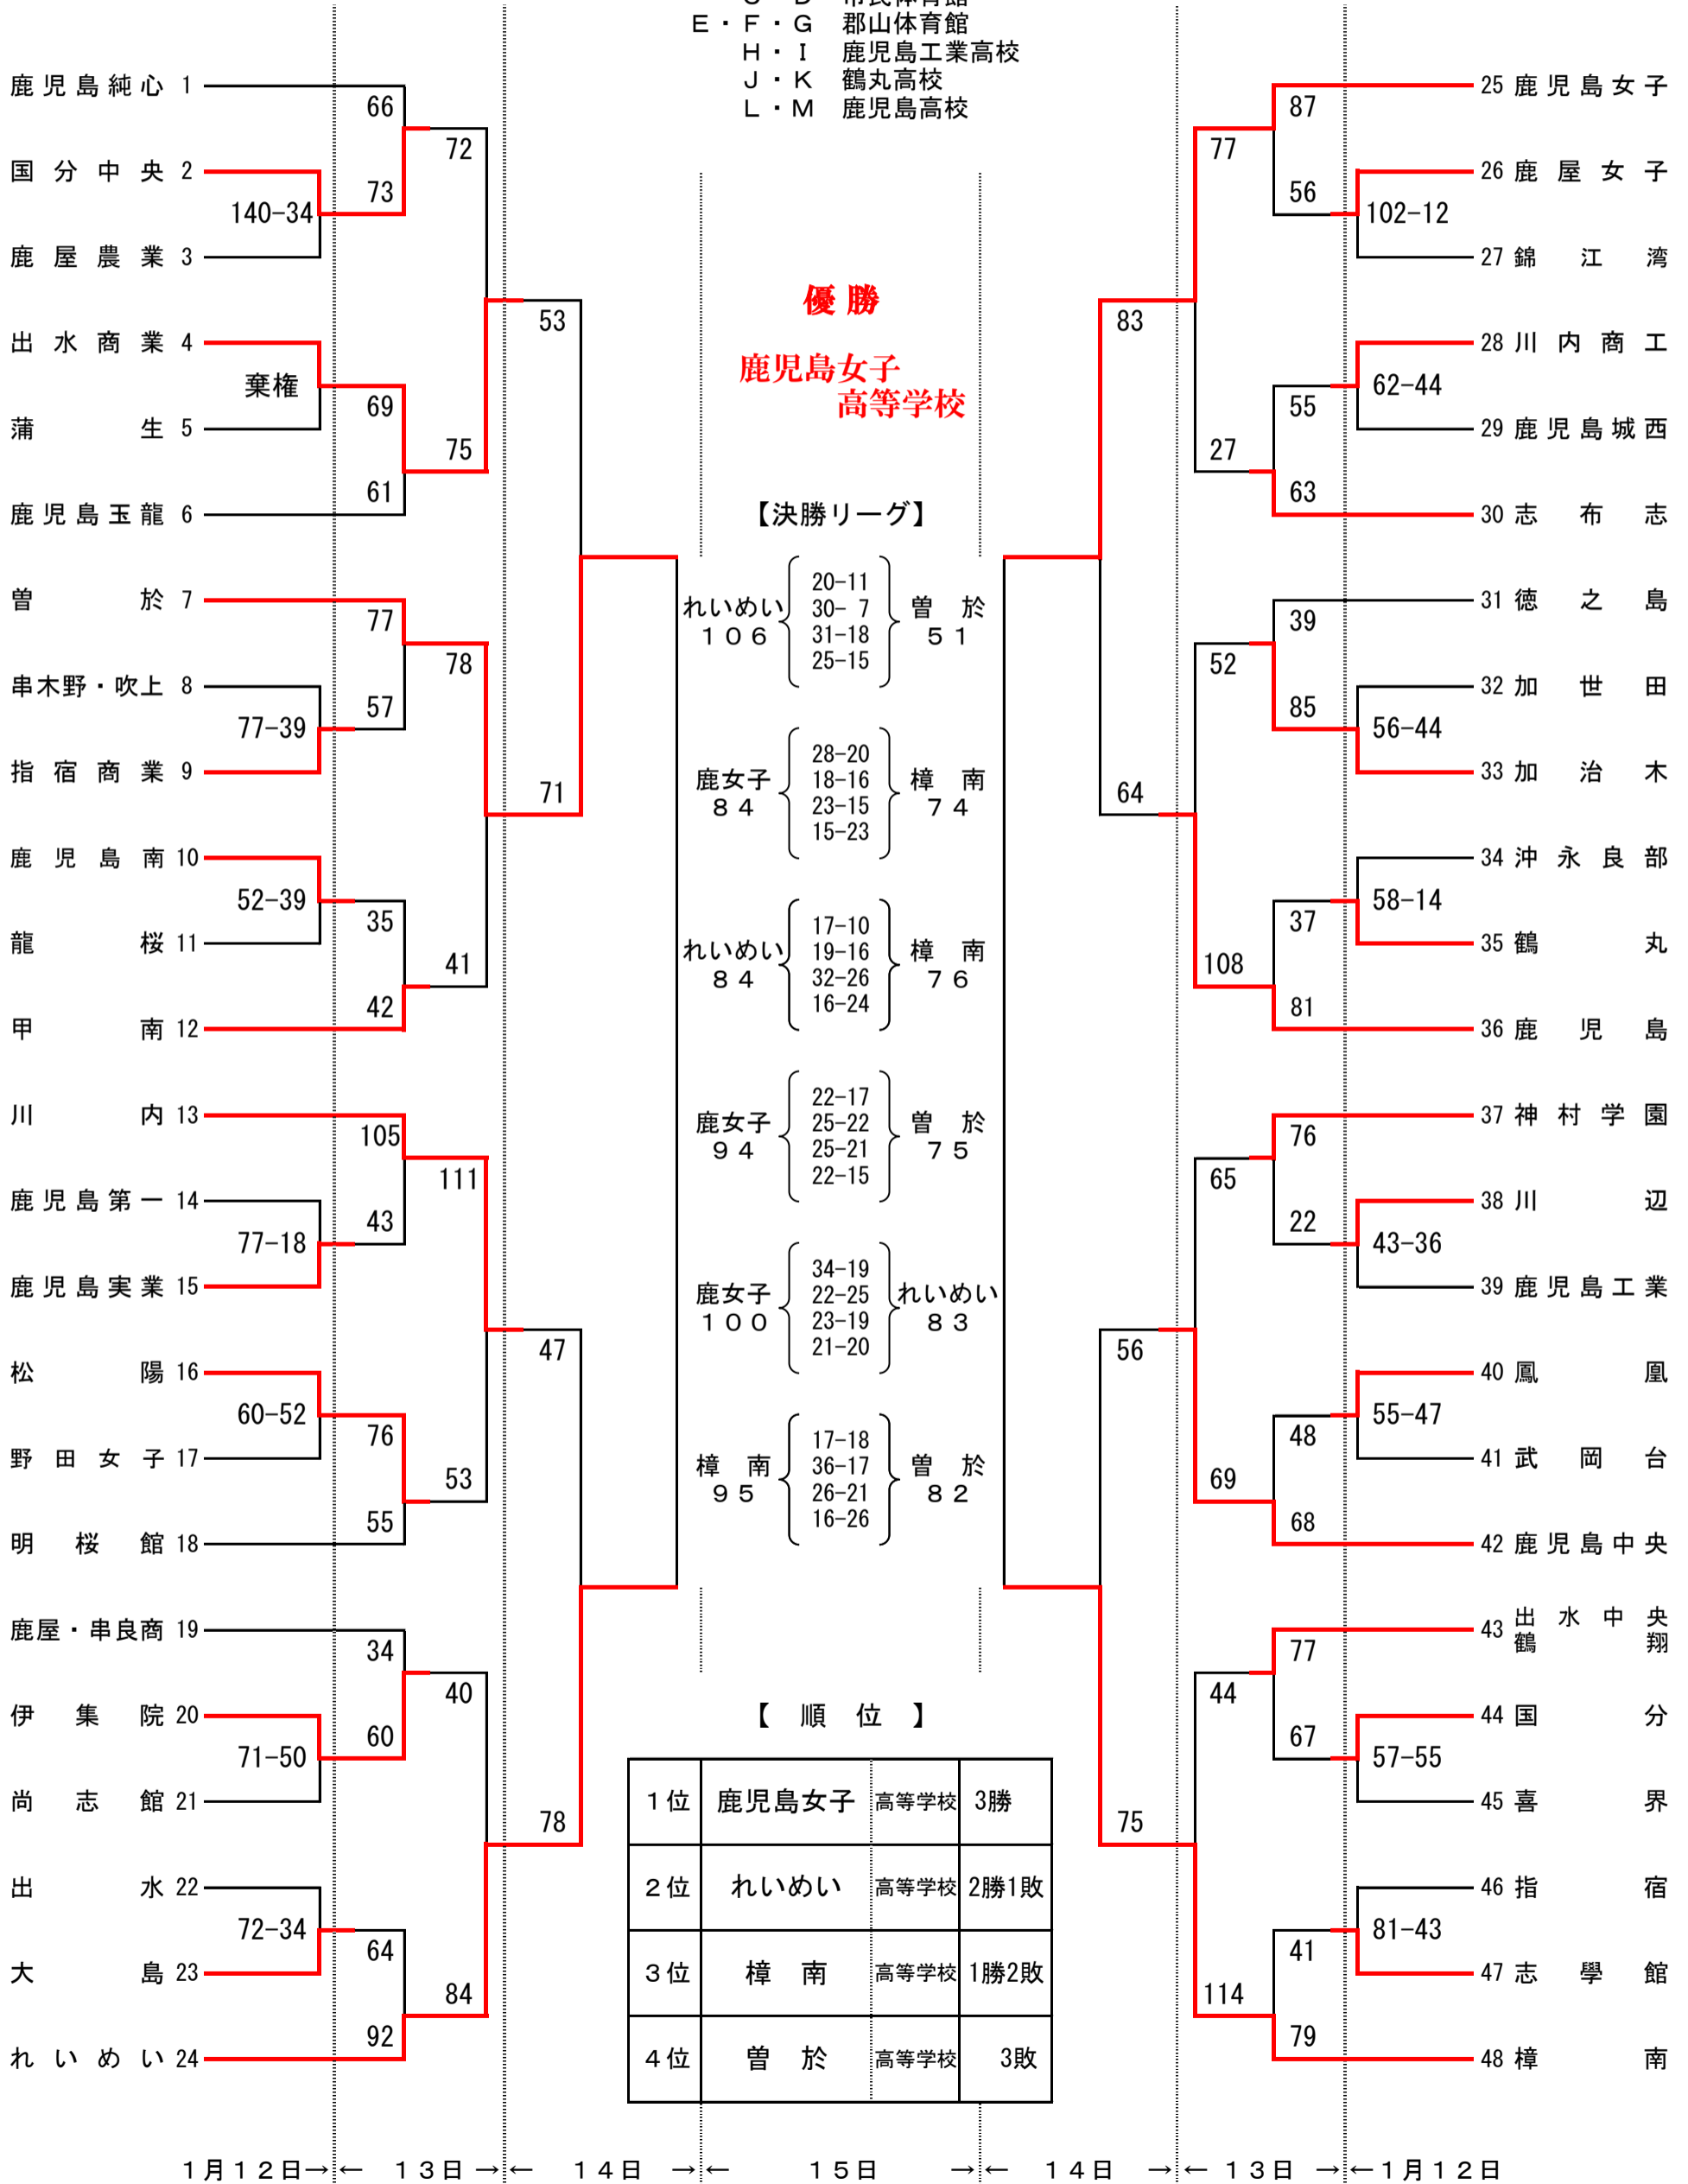 E・F・G 郡山体育館
H・I 鹿児島工業高校
J・K 鶴丸高校
L・M 鹿児島高校
鹿児島純心 1
国分中央 2
鹿屋農業 3
出水商業 4
蒲生 5
鹿児島玉龍 6
曽於 7
串木野・吹上 8
指宿商業 9
鹿児島南 10
龍桜 11
甲南 12
川内 13
鹿児島第一 14
鹿児島実業 15
松陽 16
野田女子 17
明桜館 18
鹿屋・串良商 19
伊集院 20
尚志館 21
出水 22
大島 23
れいめい 24
140-34
棄権
77-39
52-39
77-18
60-52
71-50
72-34
66
73
69
61
77
57
35
42
105
43
76
55
34
60
64
92
72
75
78
41
111
53
40
84
53
71
47
78
優勝
鹿児島女子
高等学校
【決勝リーグ】
れいめい 106
20-11
30- 7
31-18
25-15
曽於 51
鹿女子 84
28-20
18-16
23-15
15-23
樟南 74
れいめい 84
17-10
19-16
32-26
16-24
樟南 76
鹿女子 94
22-17
25-22
25-21
22-15
曽於 75
鹿女子 100
34-19
22-25
23-19
21-20
れいめい 83
樟南 95
17-18
36-17
26-21
16-26
曽於 82
【 順 位 】
1位 鹿児島女子 高等学校 3勝
2位 れいめい 高等学校 2勝1敗
3位 樟南 高等学校 1勝2敗
4位 曽於 高等学校 3敗
83
64
56
75
77
27
52
108
65
69
44
114
87
56
55
63
39
85
37
81
76
22
48
68
77
67
41
79
102-12
62-44
56-44
58-14
43-36
55-47
57-55
81-43
25 鹿児島女子
26 鹿屋女子
27 錦江湾
28 川内商工
29 鹿児島城西
30 志布志
31 徳之島
32 加世田
33 加治木
34 沖永良部
35 鶴丸
36 鹿児島
37 神村学園
38 川辺
39 鹿児島工業
40 鳳凰
41 武岡台
42 鹿児島中央
43 出水中央
鶴翔
44 国分
45 喜界
46 指宿
47 志學館
48 樟南
1月12日→← 13日 →← 14日 →← 15日 →← 14日 →← 13日 →←1月12日